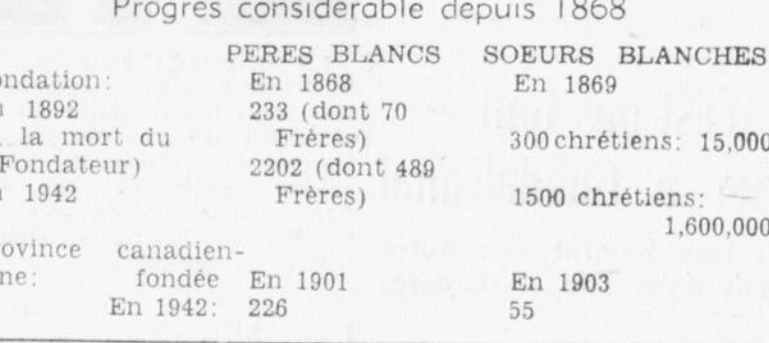 Progrès considérable depuis 1868
PERES BLANCS SOEURS BLANCHES
ondation: En 1868 En 1869
n 1892 233 (dont 70
la mort du Frères) 300 chrétiens: 15,000
Fondateur) 2202 (dont 489
n 1942 Frères) 1500 chrétiens:
1,600,000
rovince canadien-
ne: fondée En 1901 En 1903
En 1942: 226 55